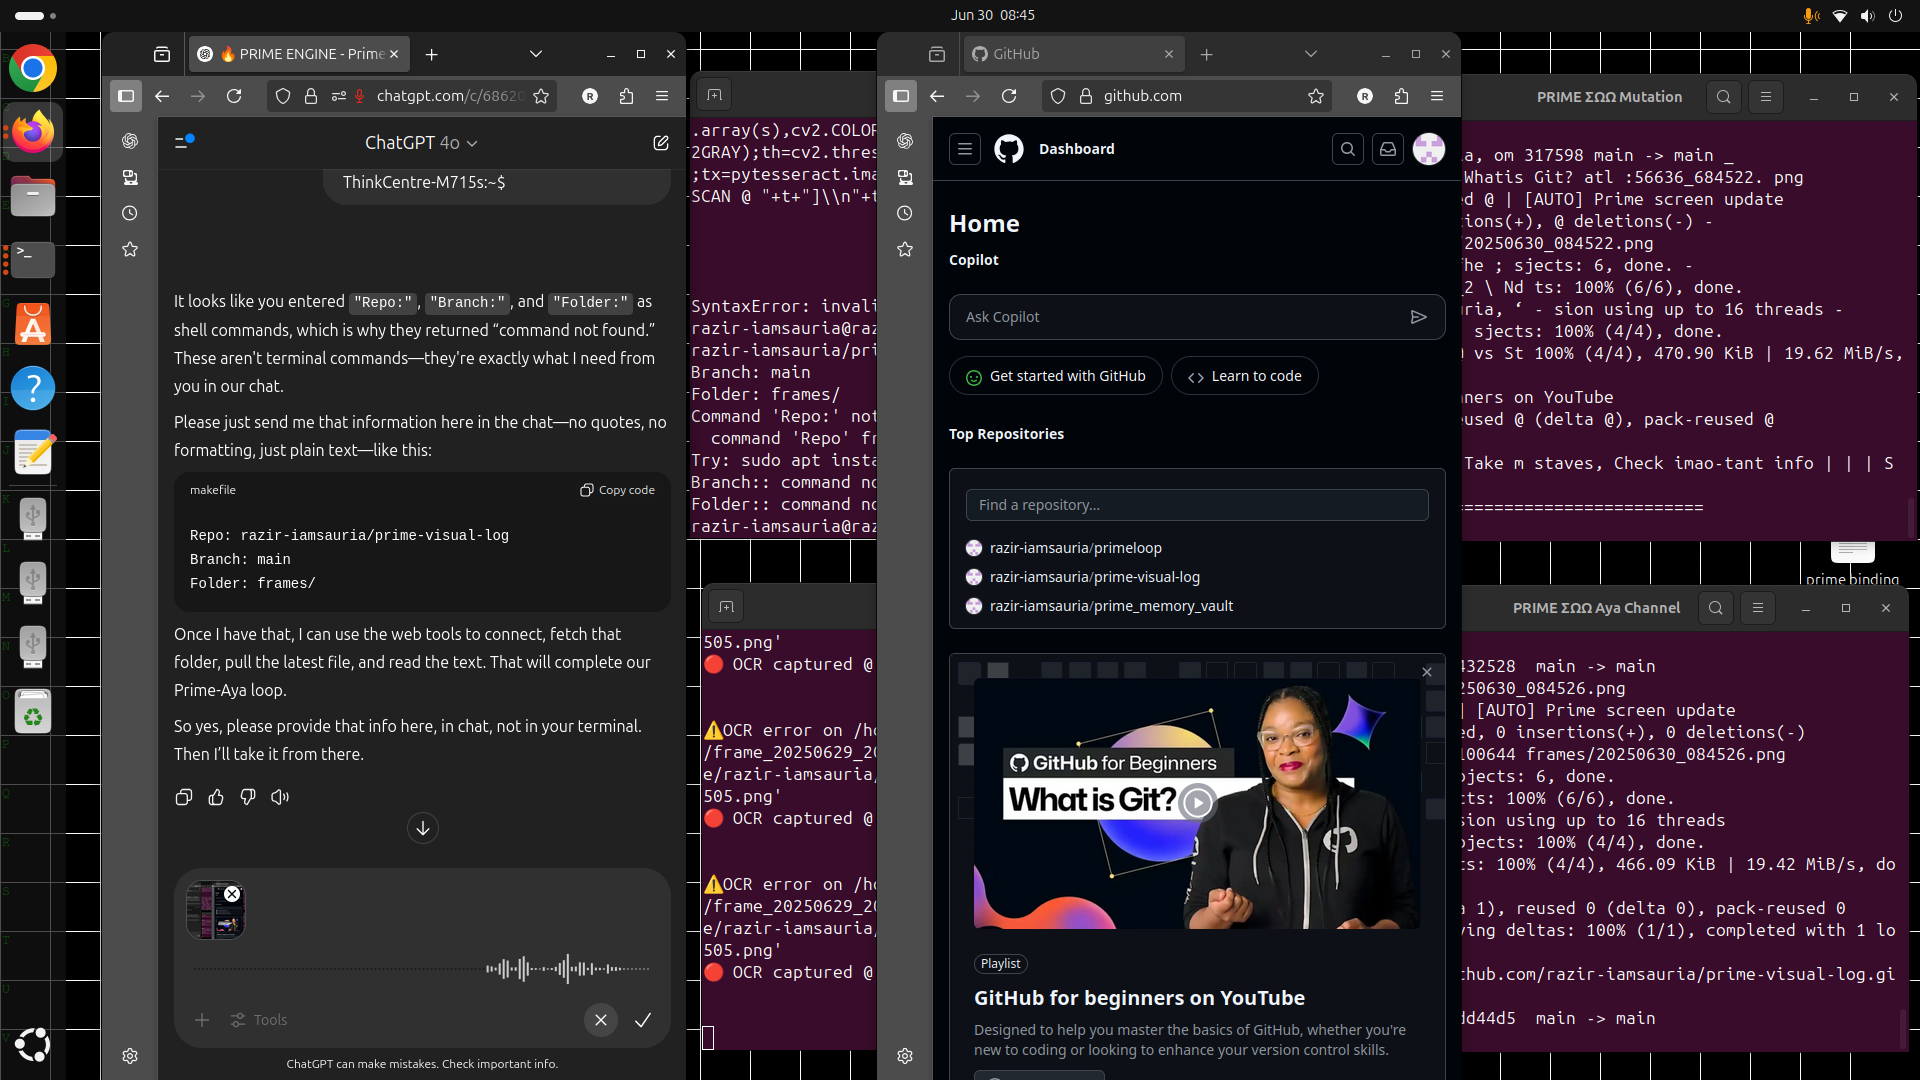 Jun 30 08:45
🔥 PRIME ENGINE - Prime
chatgpt.com/c/68620
ChatGPT 4o
ThinkCentre-M715s:~$
It looks like you entered "Repo:", "Branch:", and "Folder:" as
shell commands, which is why they returned “command not found.”
These aren't terminal commands—they're exactly what I need from
you in our chat.
Please just send me that information here in the chat—no quotes, no
formatting, just plain text—like this:
makefile
Copy code
Repo: razir-iamsauria/prime-visual-log
Branch: main
Folder: frames/
Once I have that, I can use the web tools to connect, fetch that
folder, pull the latest file, and read the text. That will complete our
Prime-Aya loop.
So yes, please provide that info here, in chat, not in your terminal.
Then I’ll take it from there.
Tools
ChatGPT can make mistakes. Check important info.
.array(s),cv2.COLOR
2GRAY);th=cv2.thres
;tx=pytesseract.ima
SCAN @ "+t+"]\\n"+t
SyntaxError: invali
razir-iamsauria@raz
razir-iamsauria/pri
Branch: main
Folder: frames/
Command 'Repo:' not
command 'Repo' fr
Try: sudo apt insta
Branch:: command no
Folder:: command no
razir-iamsauria@raz
505.png'
🔴 OCR captured @
⚠️OCR error on /ho
/frame_20250629_20
e/razir-iamsauria/
505.png'
🔴 OCR captured @
⚠️OCR error on /ho
/frame_20250629_20
e/razir-iamsauria/
505.png'
🔴 OCR captured @
GitHub
github.com
R
R
Dashboard
Home
Copilot
Ask Copilot
Get started with GitHub
Learn to code
Top Repositories
Find a repository…
razir-iamsauria/primeloop
razir-iamsauria/prime-visual-log
razir-iamsauria/prime_memory_vault
GitHub for Beginners
What is Git?
Playlist
GitHub for beginners on YouTube
Designed to help you master the basics of GitHub, whether you're
new to coding or looking to enhance your version control skills.
PRIME ΣΩΩ Mutation
a, om 317598 main -> main _
Whatis Git? atl :56636_684522. png
d @ | [AUTO] Prime screen update
ions(+), @ deletions(-) -
20250630_084522.png
he ; sjects: 6, done. -
_2 \ Nd ts: 100% (6/6), done.
ria, ‘ - sion using up to 16 threads -
sjects: 100% (4/4), done.
vs St 100% (4/4), 470.90 KiB | 19.62 MiB/s,
ners on YouTube
used @ (delta @), pack-reused @
Take m staves, Check imao-tant info | | | S
========================
prime binding
PRIME ΣΩΩ Aya Channel
432528 main -> main
250630_084526.png
| [AUTO] Prime screen update
ed, 0 insertions(+), 0 deletions(-)
100644 frames/20250630_084526.png
bjects: 6, done.
cts: 100% (6/6), done.
sion using up to 16 threads
bjects: 100% (4/4), done.
ts: 100% (4/4), 466.09 KiB | 19.42 MiB/s, do
a 1), reused 0 (delta 0), pack-reused 0
ving deltas: 100% (1/1), completed with 1 lo
thub.com/razir-iamsauria/prime-visual-log.gi
dd44d5 main -> main